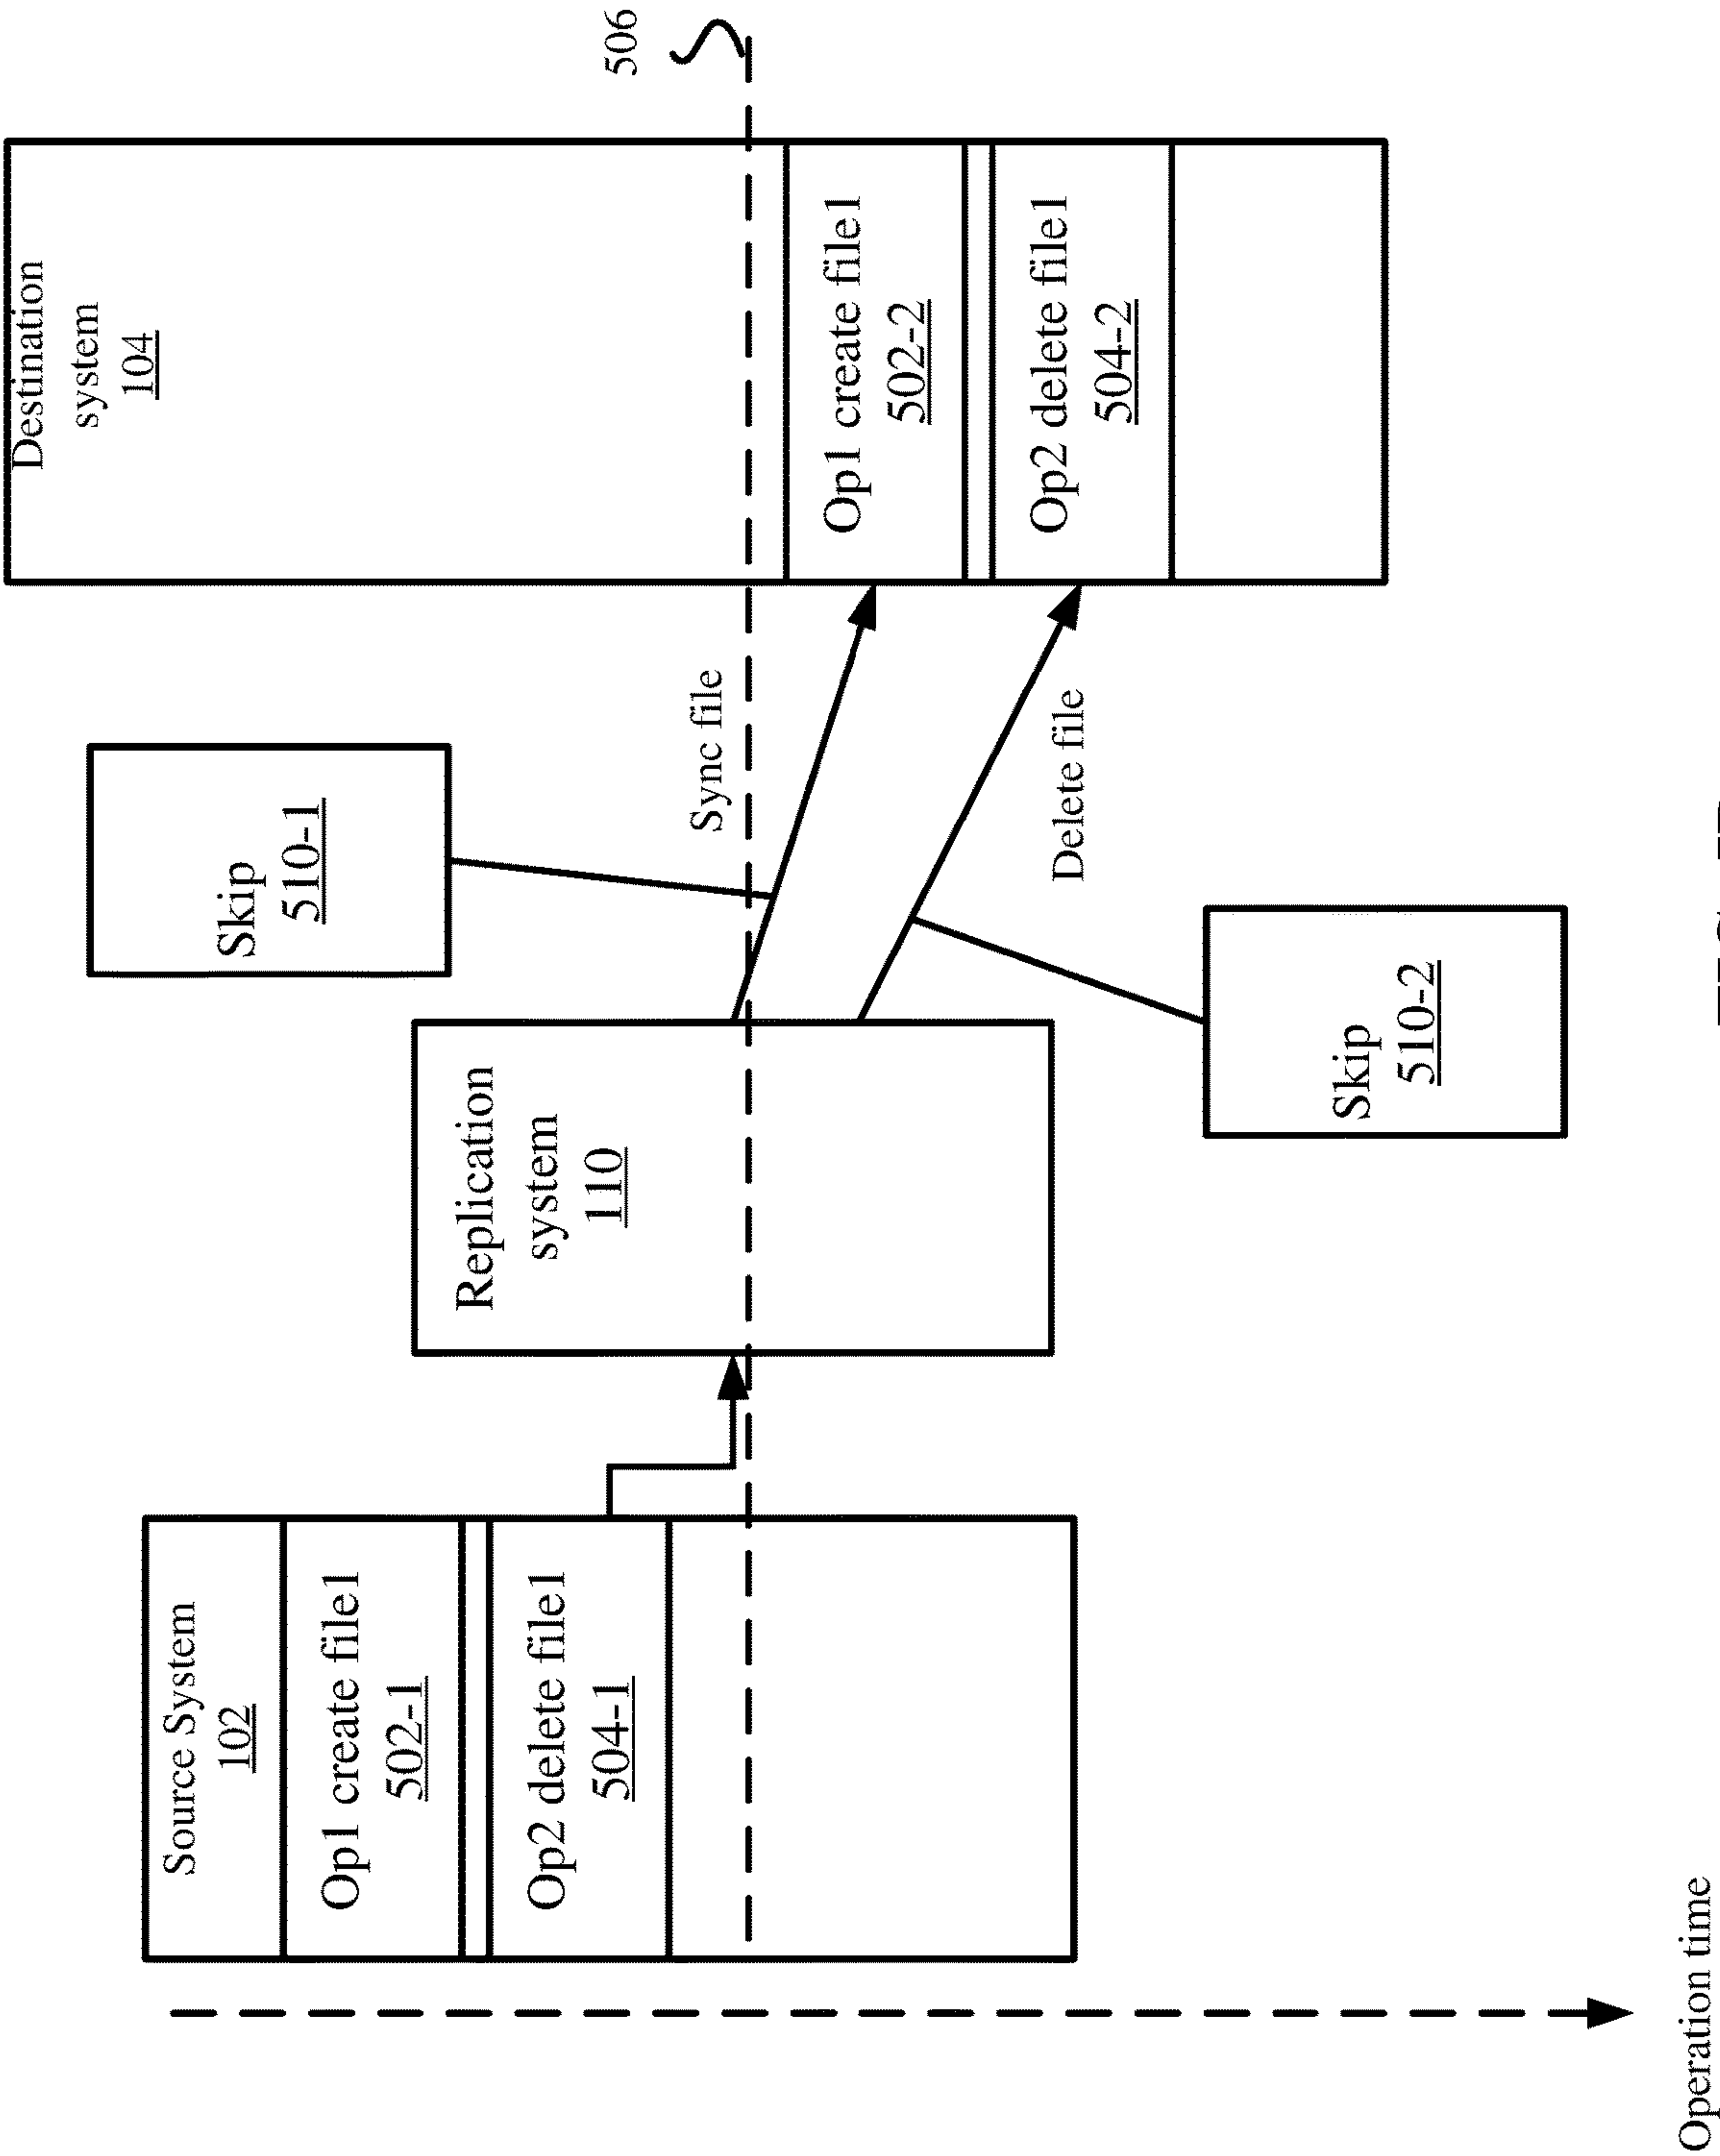 Source System
102
Op1 create file1
502-1
Op2 delete file1
504-1
Replication
system
110
Skip
510-1
Sync file
Delete file
Skip
510-2
Destination
system
104
506
Op1 create file1
502-2
Op2 delete file1
504-2
Operation time